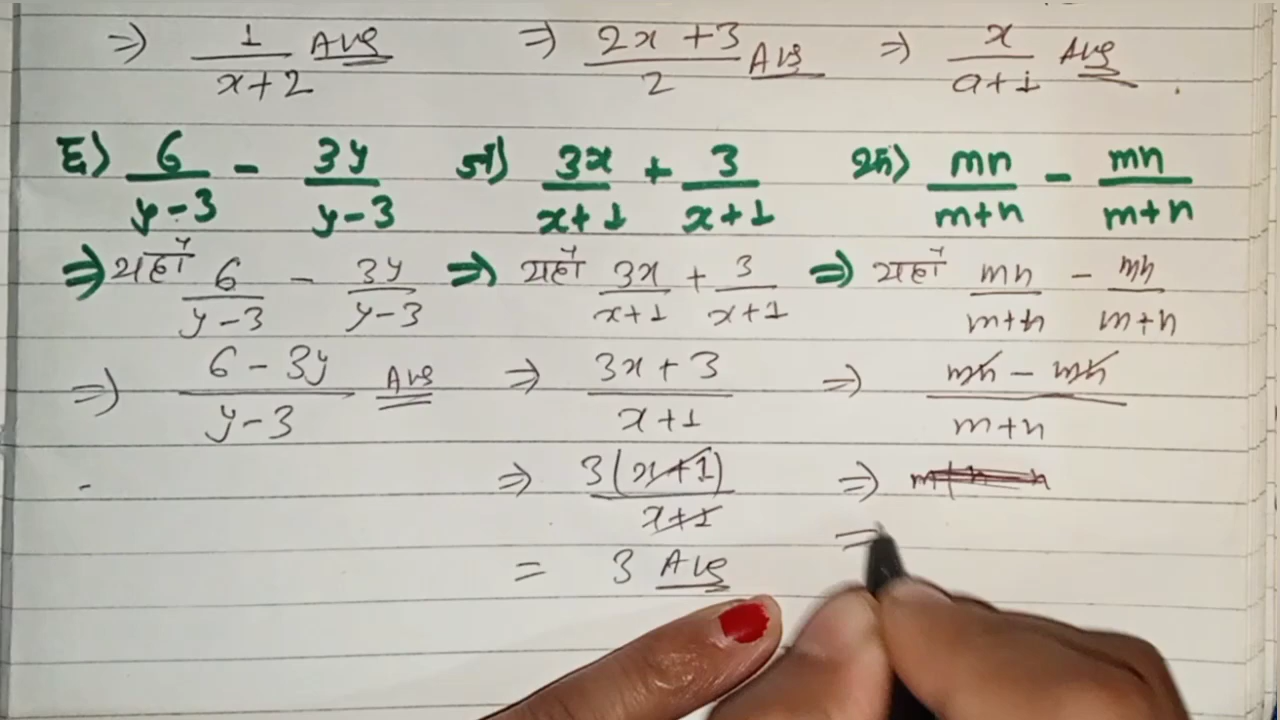 ⇒ 1/(x+2) Ans ⇒ (2x+3)/2 Ans ⇒ x/(a+1) Ans
ड) 6/(y-3) - 3y/(y-3) ज) 3x/(x+1) + 3/(x+1) झ) mn/(m+n) - mn/(m+n)
⇒ यहाँ 6/(y-3) - 3y/(y-3) ⇒ यहाँ 3x/(x+1) + 3/(x+1) ⇒ यहाँ mn/(m+n) - mn/(m+n)
⇒ (6-3y)/(y-3) Ans ⇒ (3x+3)/(x+1) ⇒ (mn-mn)/(m+n)
⇒ 3(x+1)/(x+1) ⇒
= 3 Ans =